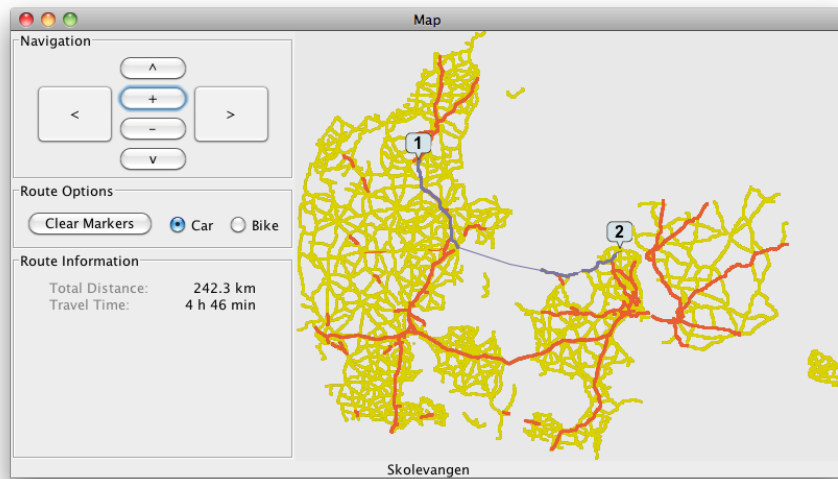 Map
Navigation
^
+
< >
–
v
Route Options
Clear Markers Car Bike
Route Information
Total Distance: 242.3 km
Travel Time: 4 h 46 min
1
2
Skolevangen